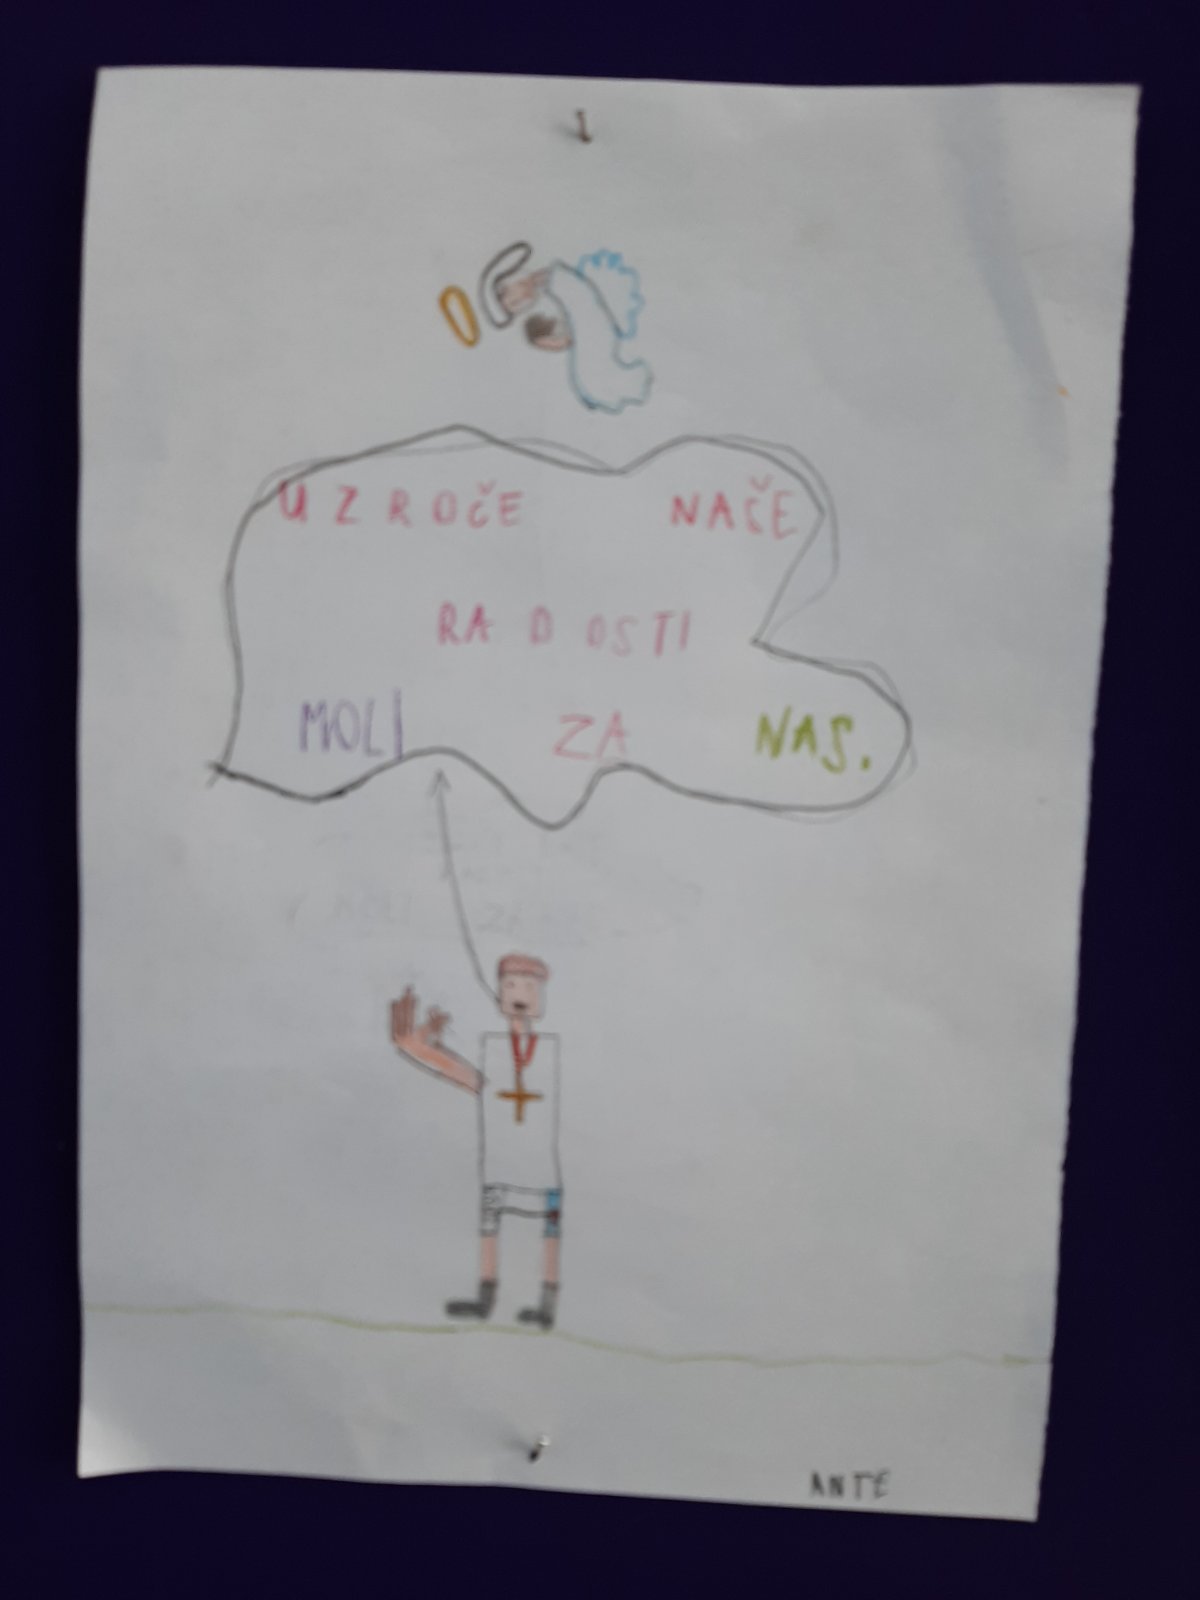 UZROČE NAŠE
RADOSTI
MOLI ZA NAS.
ANTE